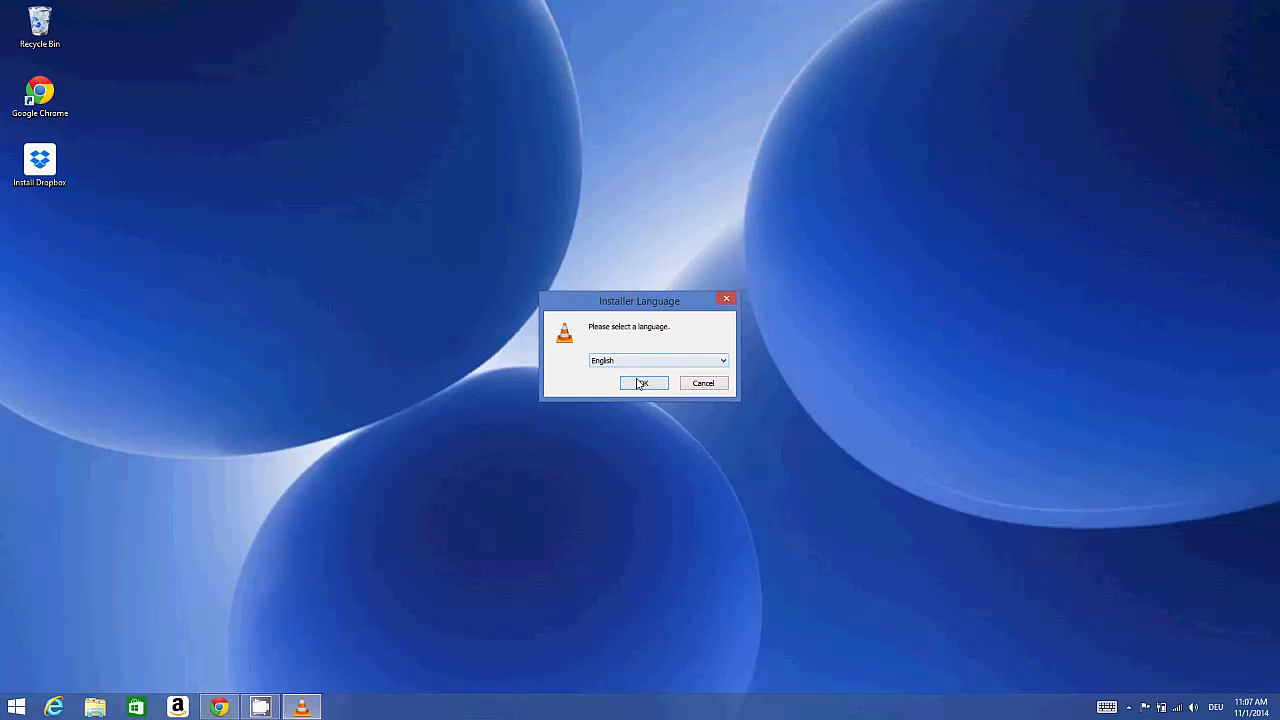 Recycle Bin
Google Chrome
Install Dropbox
Installer Language
Please select a language.
English
OK
Cancel
a
DEU
11:07 AM
11/1/2014